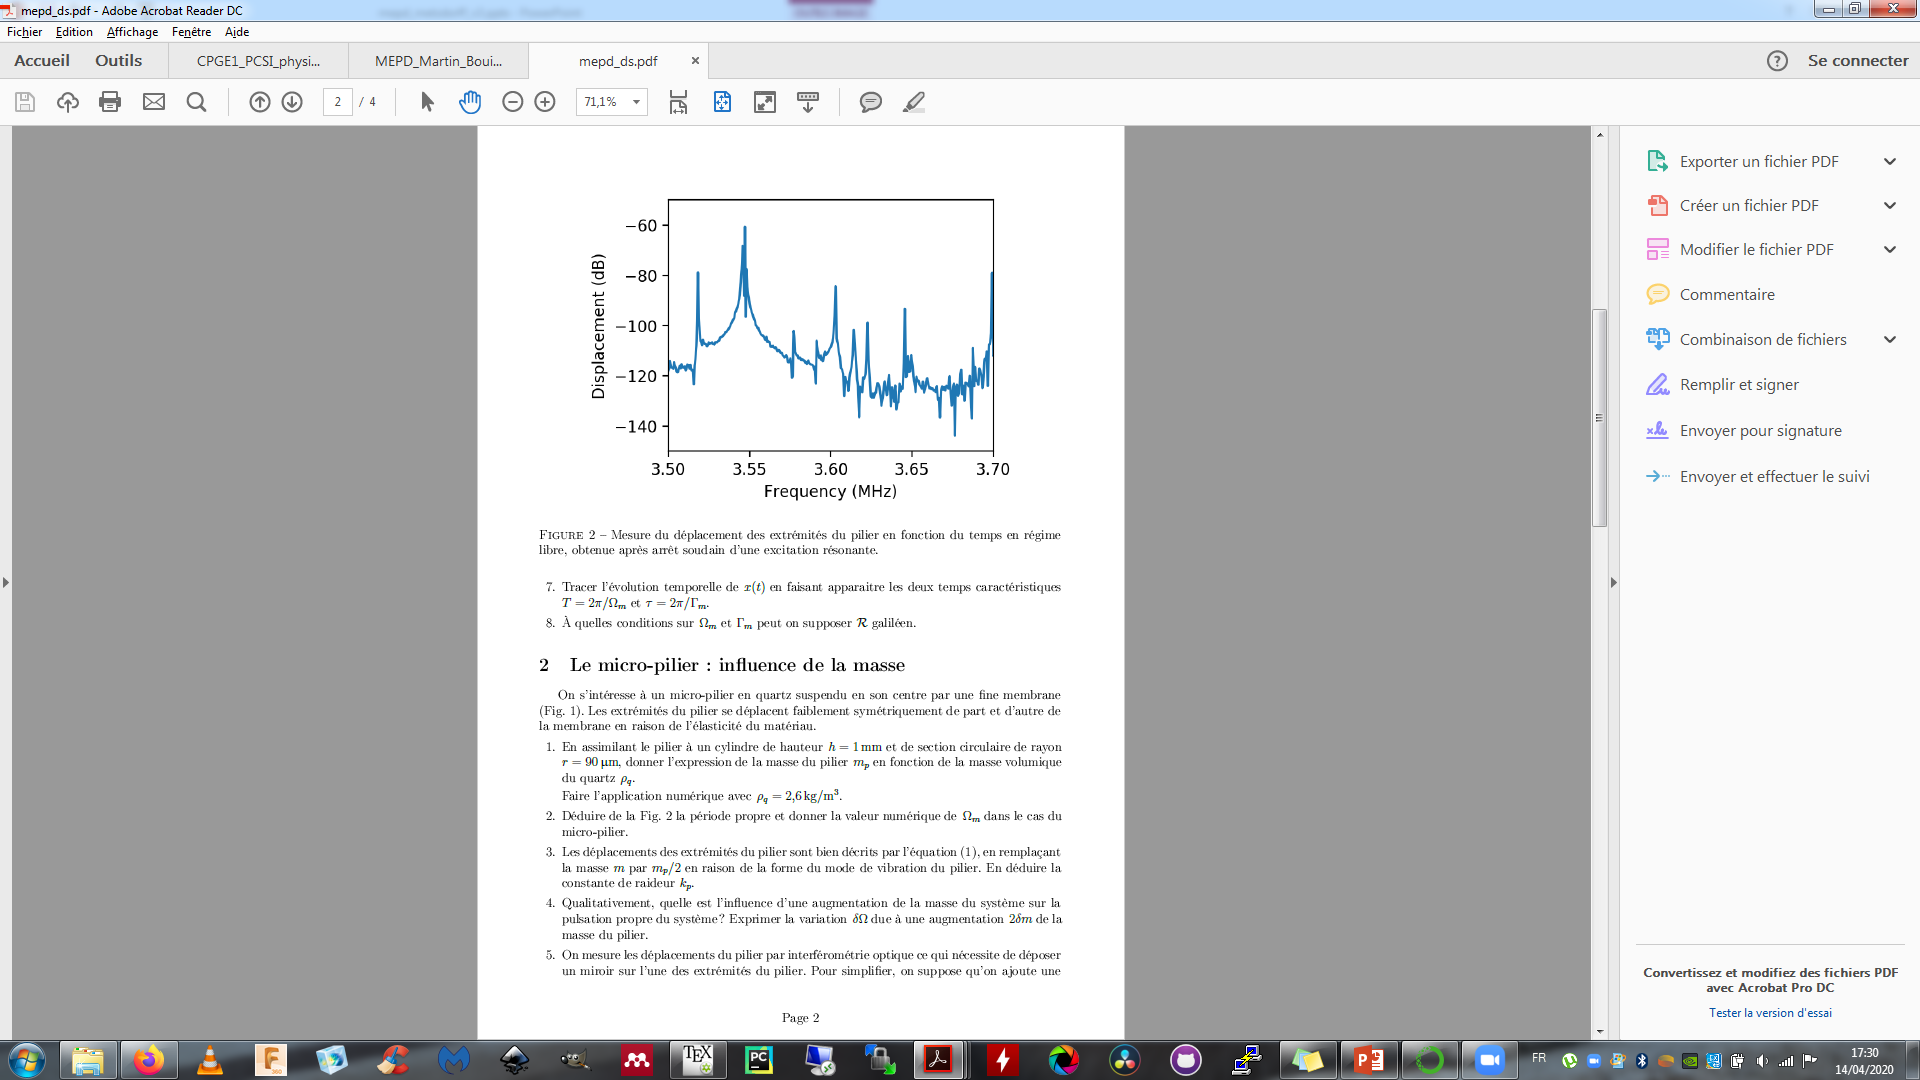 mepd_ds.pdf - Adobe Acrobat Reader DC
Fichier Edition Affichage Fenêtre Aide
Accueil Outils CPGE1_PCSI_physi... MEPD_Martin_Boui... mepd_ds.pdf × ? Se connecter
2 / 4 71,1%
−60
−80
−100
−120
−140
Displacement (dB)
3.50 3.55 3.60 3.65 3.70
Frequency (MHz)
FIGURE 2 – Mesure du déplacement des extrémités du pilier en fonction du temps en régime
libre, obtenue après arrêt soudain d'une excitation résonante.
7. Tracer l'évolution temporelle de x(t) en faisant apparaitre les deux temps caractéristiques
T = 2π/Ωm et τ = 2π/Γm.
8. À quelles conditions sur Ωm et Γm peut on supposer R galiléen.
2 Le micro-pilier : influence de la masse
On s'intéresse à un micro-pilier en quartz suspendu en son centre par une fine membrane
(Fig. 1). Les extrémités du pilier se déplacent faiblement symétriquement de part et d'autre de
la membrane en raison de l'élasticité du matériau.
1. En assimilant le pilier à un cylindre de hauteur h = 1 mm et de section circulaire de rayon
r = 90 µm, donner l'expression de la masse du pilier mp en fonction de la masse volumique
du quartz ρq.
Faire l'application numérique avec ρq = 2,6 kg/m³.
2. Déduire de la Fig. 2 la période propre et donner la valeur numérique de Ωm dans le cas du
micro-pilier.
3. Les déplacements des extrémités du pilier sont bien décrits par l'équation (1), en remplaçant
la masse m par mp/2 en raison de la forme du mode de vibration du pilier. En déduire la
constante de raideur kp.
4. Qualitativement, quelle est l'influence d'une augmentation de la masse du système sur la
pulsation propre du système ? Exprimer la variation δΩ due à une augmentation 2δm de la
masse du pilier.
5. On mesure les déplacements du pilier par interférométrie optique ce qui nécessite de déposer
un miroir sur l'une des extrémités du pilier. Pour simplifier, on suppose qu'on ajoute une
Page 2
Exporter un fichier PDF
Créer un fichier PDF
Modifier le fichier PDF
Commentaire
Combinaison de fichiers
Remplir et signer
Envoyer pour signature
Envoyer et effectuer le suivi
Convertissez et modifiez des fichiers PDF
avec Acrobat Pro DC
Tester la version d'essai
FR
17:30
14/04/2020